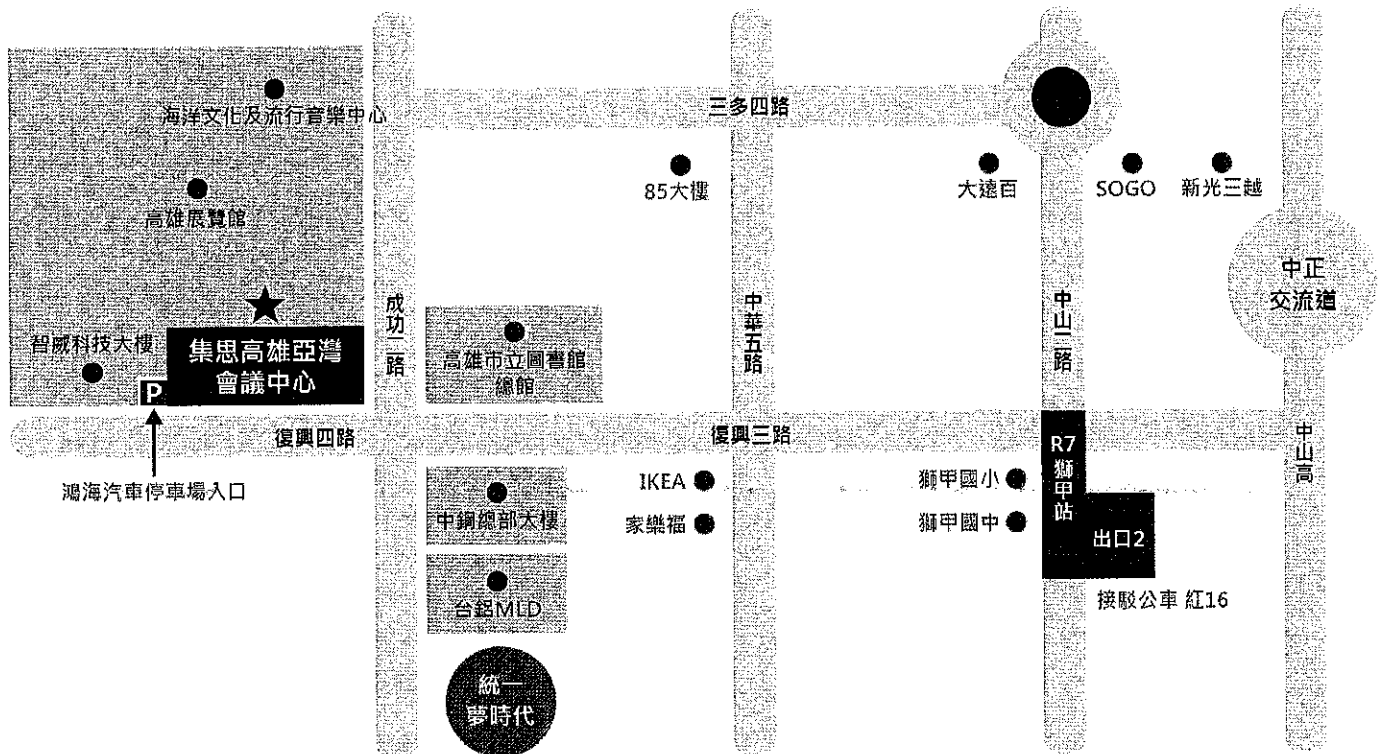 海洋文化及流行音樂中心
三多四路
高雄展覽館
85大樓
大遠百
SOGO
新光三越
中正
交流道
成功二路
中華五路
中山二路
智威科技大樓
集思高雄亞灣
會議中心
P
高雄市立圖書館
總館
復興四路
復興三路
R7
獅甲站
中山高
鴻海汽車停車場入口
IKEA
獅甲國小
中鋼總部大樓
家樂福
獅甲國中
出口2
台鋁MLD
接駁公車 紅16
統一
夢時代